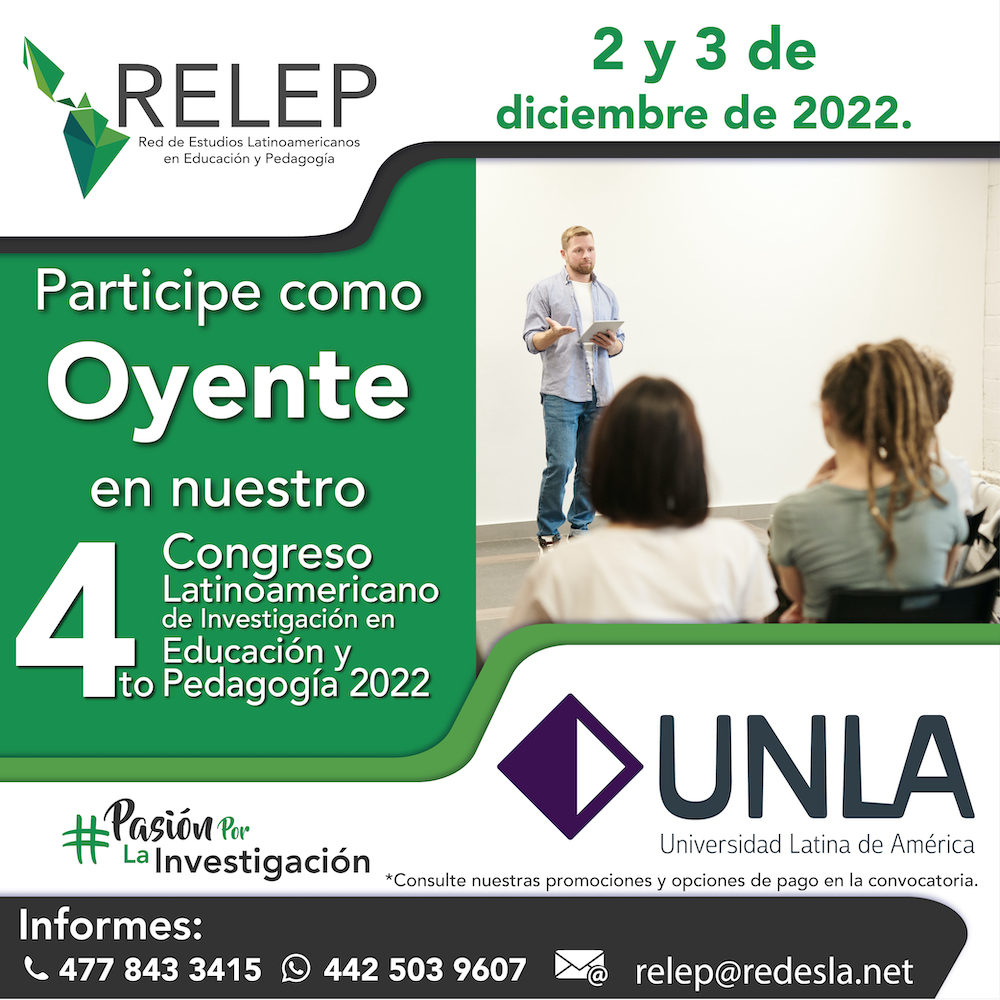 RELEP
Red de Estudios Latinoamericanos
en Educación y Pedagogía
2 y 3 de
diciembre de 2022.
Participe como
Oyente
en nuestro
4to
Congreso
Latinoamericano
de Investigación en
Educación y
Pedagogía 2022
UNLA
Universidad Latina de América
#Pasión Por
La Investigación
*Consulte nuestras promociones y opciones de pago en la convocatoria.
Informes:
477 843 3415 442 503 9607 @ relep@redesla.net